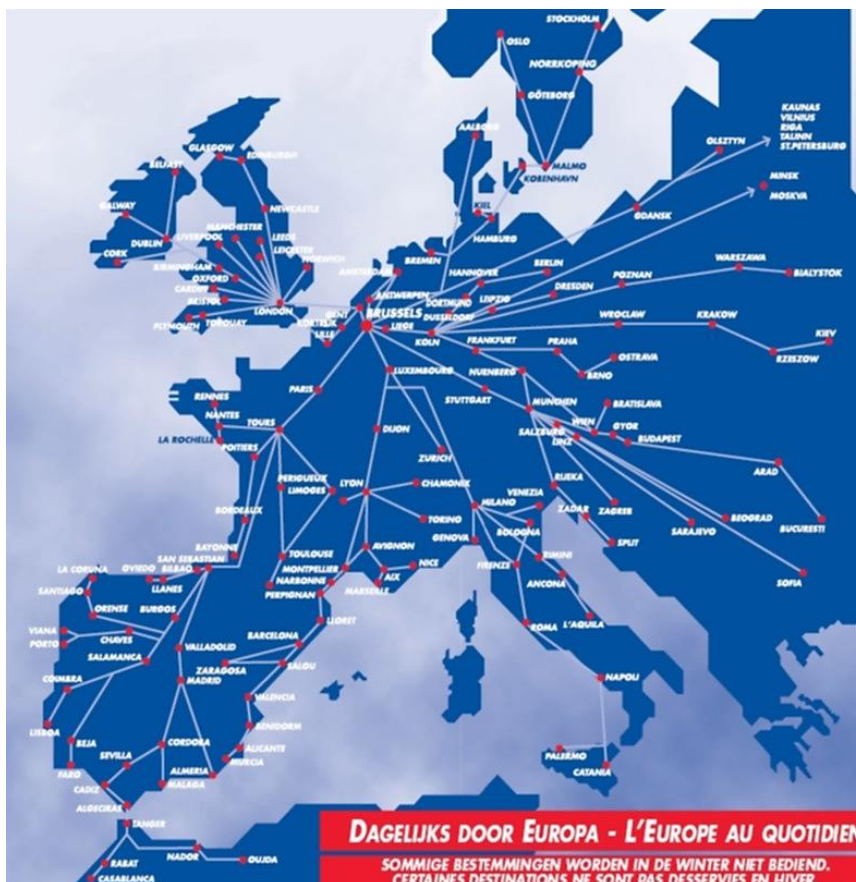 STOCKHOLM
OSLO
NORRKOPING
GÖTEBORG
KAUNAS
VILNIUS
RIGA
TALINN
ST.PETERSBURG
AALBORG
OLSZTYN
GLASGOW
EDINBURGH
BELFAST
MALMO
KOBENHAVN
MINSK
MOSKVA
GALWAY
NEWCASTLE
KIEL
GDANSK
MANCHESTER
DUBLIN
LIVERPOOL
LEEDS
HAMBURG
CORK
LEICESTER
BREMEN
BIRMINGHAM
NORWICH
AMSTERDAM
HANNOVER
BERLIN
WARSZAWA
OXFORD
POZNAN
BIALYSTOK
CARDIFF
DRESDEN
BRISTOL
ANTWERPEN
DORTMUND
LEIPZIG
LONDON
GENT
BRUSSELS
DUSSELDORF
PLYMOUTH
TORQUAY
KORTRIJK
LIEGE
WROCLAW
KRAKOW
LILLE
KÖLN
KIEV
FRANKFURT
PRAHA
RZESZOW
OSTRAVA
LUXEMBOURG
NURNBERG
BRNO
PARIS
STUTTGART
RENNES
MUNCHEN
BRATISLAVA
NANTES
TOURS
DIJON
SALZBURG
WIEN
GYOR
LA ROCHELLE
LINZ
BUDAPEST
POITIERS
ZURICH
ARAD
PERIGUEUX
LYON
CHAMONIX
RIJEKA
LIMOGES
MILANO
VENEZIA
ZAGREB
BORDEAUX
TORINO
ZADAR
BEOGRAD
BUCURESTI
BOLOGNA
SARAJEVO
GENOVA
SPLIT
BAYONNE
AVIGNON
SAN SEBASTIAN
TOULOUSE
RIMINI
LA CORUNA
OVIEDO
BILBAO
MONTPELLIER
NICE
FIRENZE
NARBONNE
AIX
ANCONA
SOFIA
SANTIAGO
LLANES
PERPIGNAN
MARSEILLE
ORENSE
BURGOS
LLORET
ROMA
L'AQUILA
VIANA
CHAVES
BARCELONA
PORTO
VALLADOLID
SALAMANCA
ZARAGOSA
SALOU
COIMBRA
MADRID
NAPOLI
VALENCIA
LISBOA
BENIDORM
BEJA
CORDOBA
ALICANTE
SEVILLA
MURCIA
PALERMO
FARO
ALMERIA
CATANIA
CADIZ
MALAGA
ALGECIRAS
TANGER
NADOR
OUJDA
RABAT
CASABLANCA
DAGELIJKS DOOR EUROPA - L'EUROPE AU QUOTIDIEN
SOMMIGE BESTEMMINGEN WORDEN IN DE WINTER NIET BEDIEND.
CERTAINES DESTINATIONS NE SONT PAS DESSERVIES EN HIVER